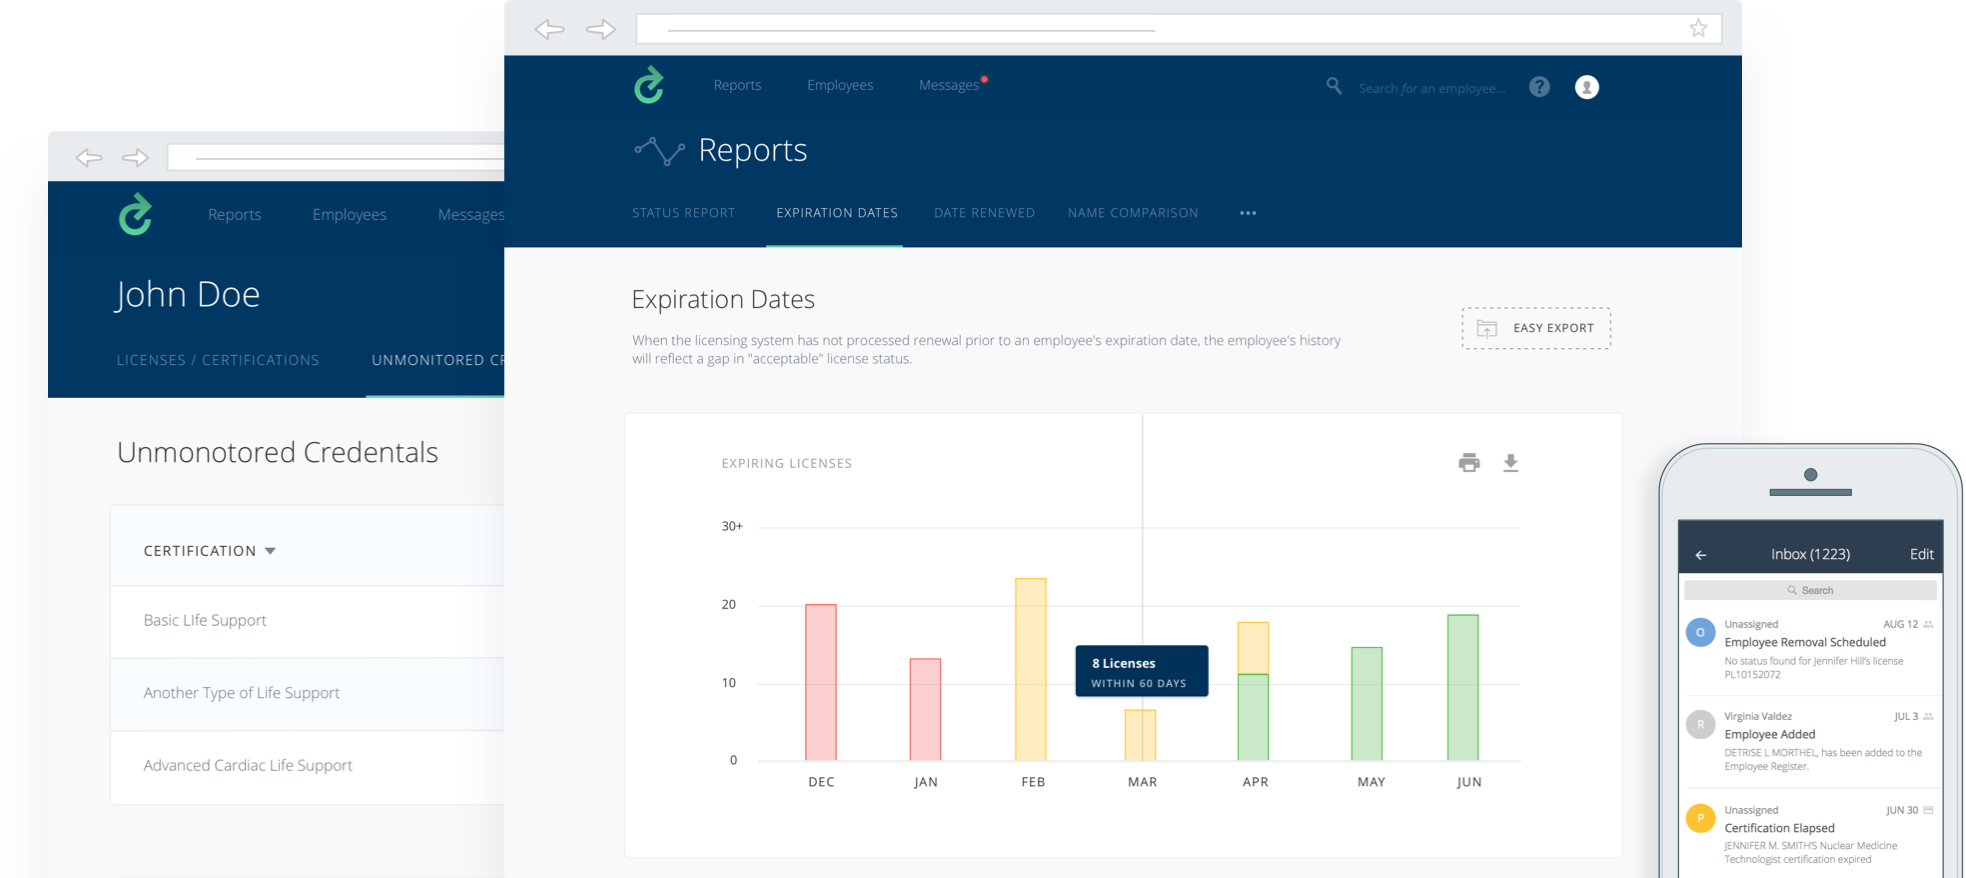 Reports Employees Messages
John Doe
LICENSES / CERTIFICATIONS UNMONITORED CR
Unmonotored Credentals
CERTIFICATION
Basic LIfe Support
Another Type of Life Support
Advanced Cardiac Life Support
Reports Employees Messages Search for an employee... ?
Reports
STATUS REPORT EXPIRATION DATES DATE RENEWED NAME COMPARISON •••
Expiration Dates
When the licensing system has not processed renewal prior to an employee's expiration date, the employee's history
will reflect a gap in "acceptable" license status.
EASY EXPORT
EXPIRING LICENSES
30+
20
10
0
8 Licenses
WITHIN 60 DAYS
DEC JAN FEB MAR APR MAY JUN
Inbox (1223) Edit
Search
O
Unassigned AUG 12
Employee Removal Scheduled
No status found for Jennifer Hill's license
PL10152072
R
Virginia Valdez JUL 3
Employee Added
DETRISE L MORTHEL, has been added to the
Employee Register.
P
Unassigned JUN 30
Certification Elapsed
JENNIFER M. SMITH'S Nuclear Medicine
Technologist certification expired